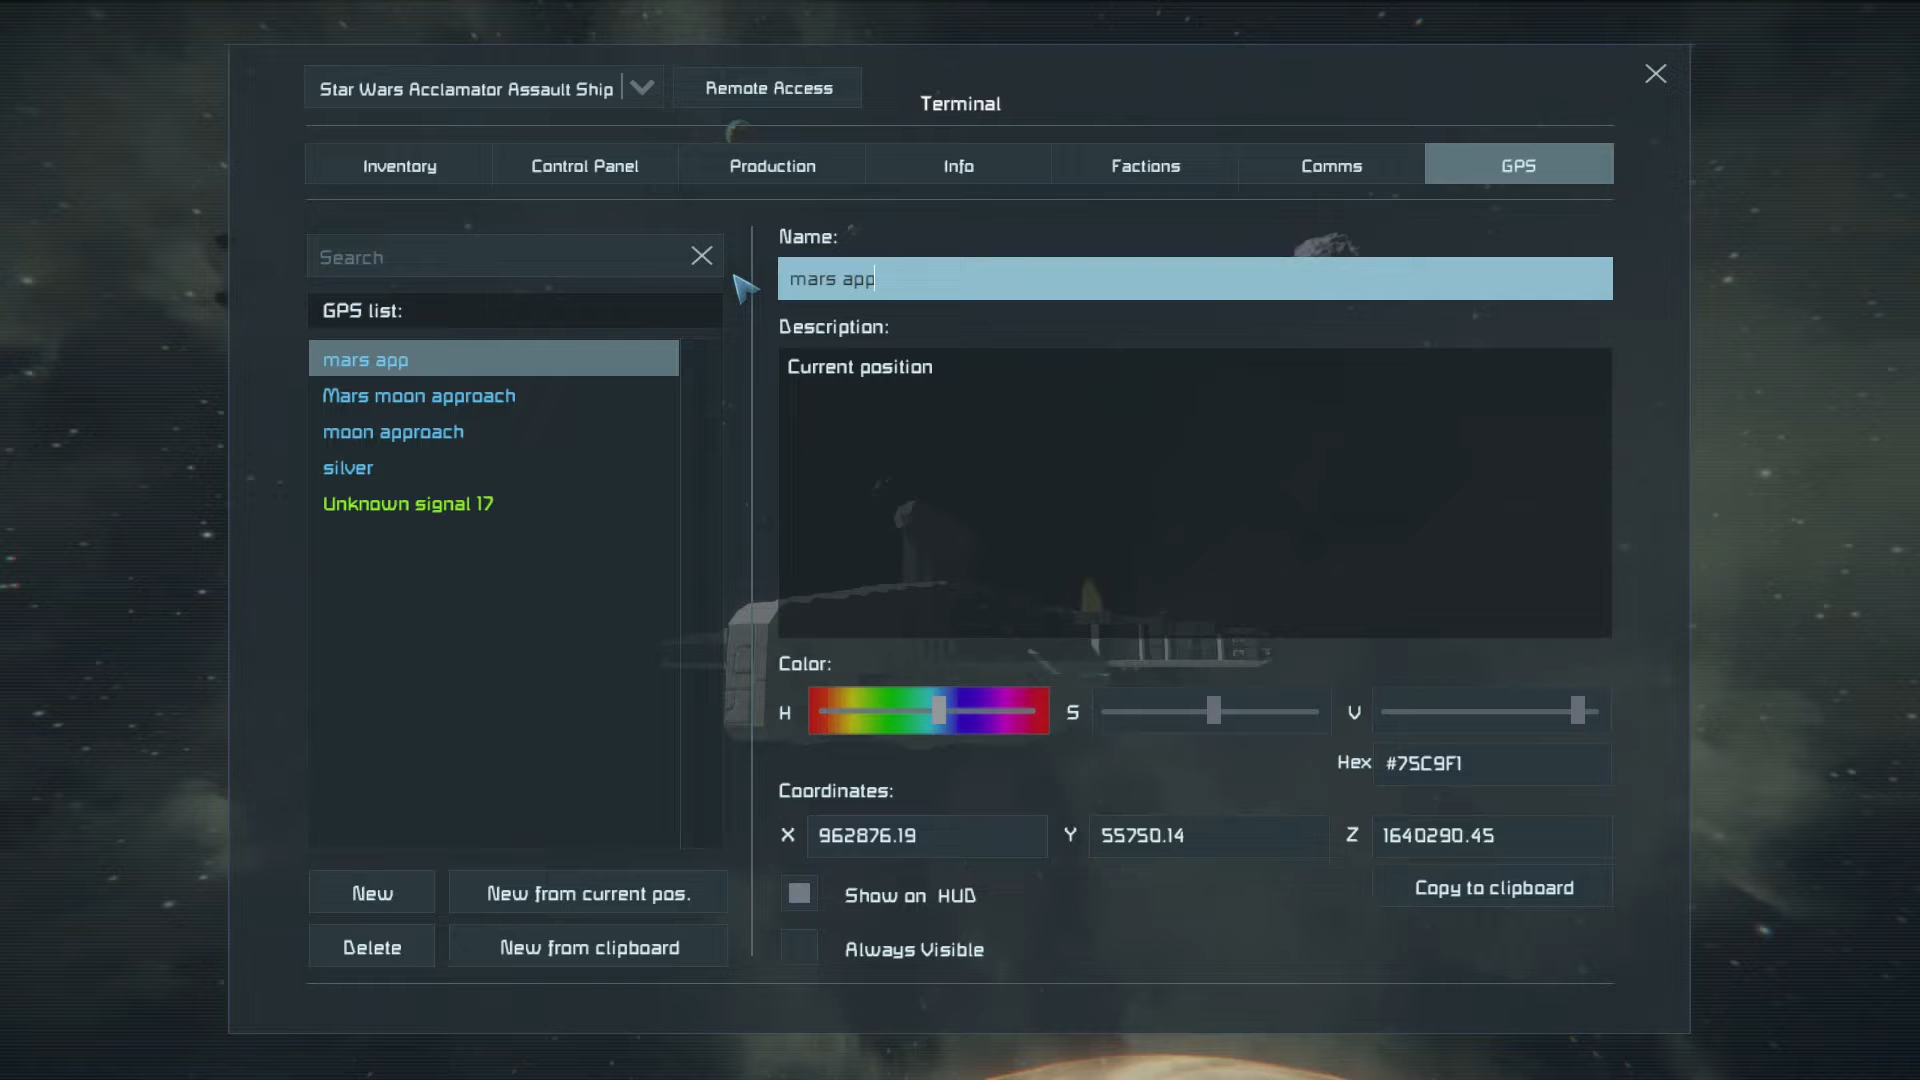 Star Wars Acclamator Assault Ship
Remote Access
Terminal
Inventory
Control Panel
Production
Info
Factions
Comms
GPS
Search
GPS list:
mars app
Mars moon approach
moon approach
silver
Unknown signal 17
New
New from current pos.
Delete
New from clipboard
Name:
mars app
Description:
Current position
Color:
H
S
V
Hex #75C9F1
Coordinates:
X 962876.19
Y 55750.14
Z 1640290.45
Show on HUD
Copy to clipboard
Always Visible